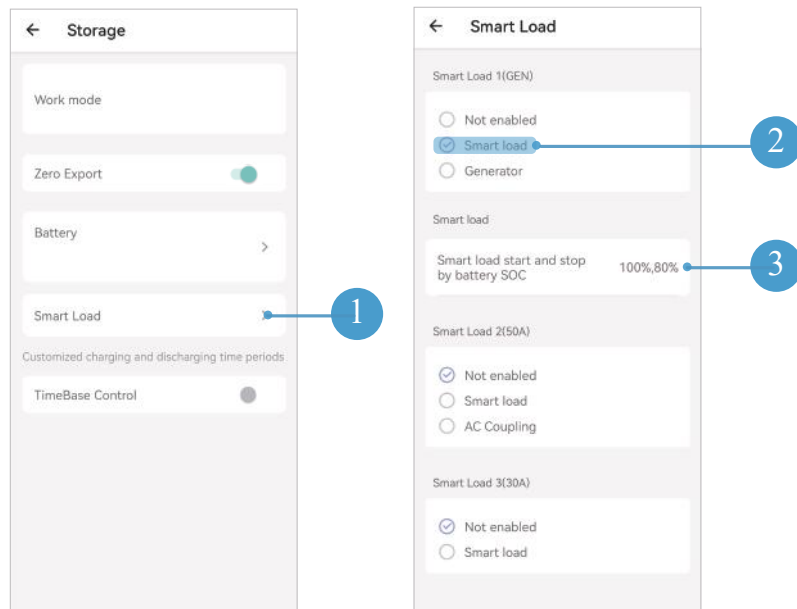 Storage
Work mode
Zero Export
Battery
Smart Load
1
Customized charging and discharging time periods
TimeBase Control
Smart Load
Smart Load 1(GEN)
Not enabled
Smart load
2
Generator
Smart load
Smart load start and stop
by battery SOC
100%,80%
3
Smart Load 2(50A)
Not enabled
Smart load
AC Coupling
Smart Load 3(30A)
Not enabled
Smart load